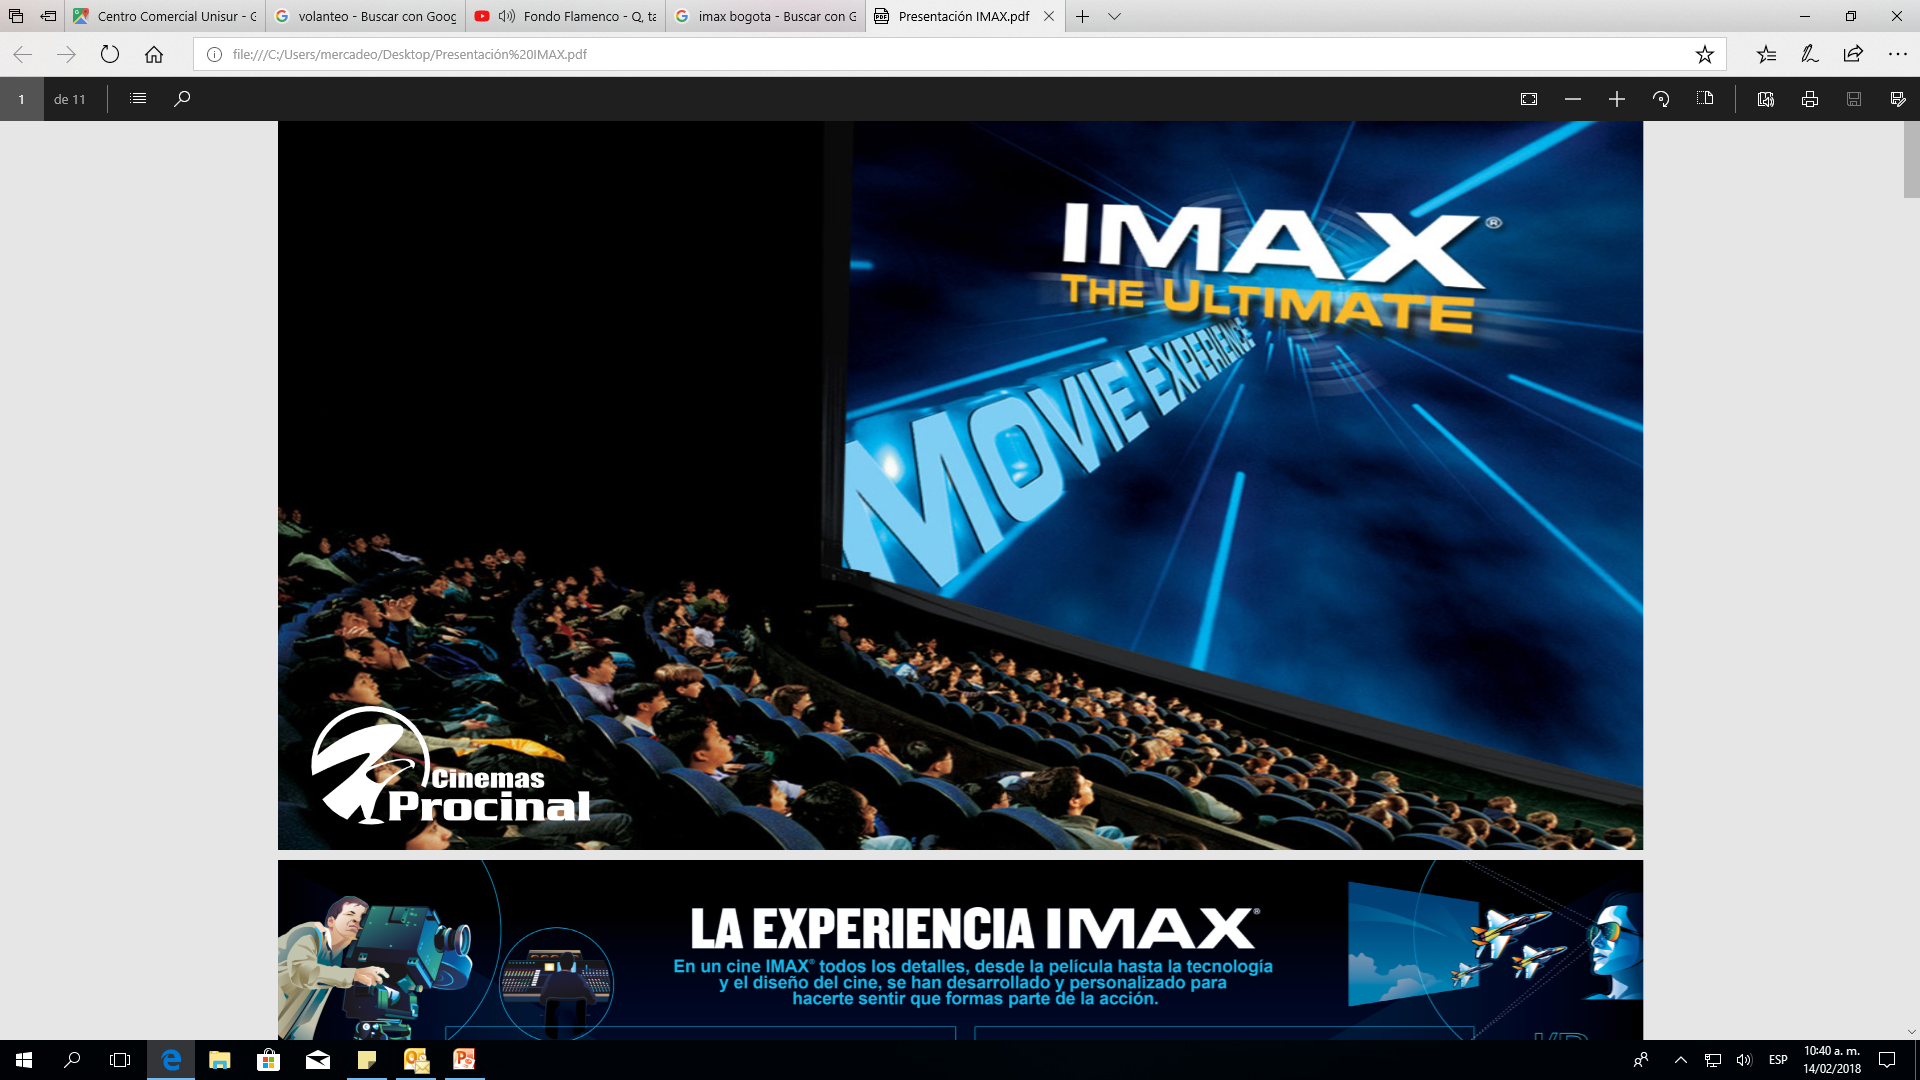 Centro Comercial Unisur - G
volanteo - Buscar con Goog
Fondo Flamenco - Q, ta
imax bogota - Buscar con G
Presentación IMAX.pdf
file:///C:/Users/mercadeo/Desktop/Presentación%20IMAX.pdf
1 de 11
IMAX®
THE ULTIMATE
MOVIE EXPERIENCE
Cinemas
Procinal
LA EXPERIENCIA IMAX®
En un cine IMAX® todos los detalles, desde la película hasta la tecnología
y el diseño del cine, se han desarrollado y personalizado para
hacerte sentir que formas parte de la acción.
ESP
10:40 a. m.
14/02/2018